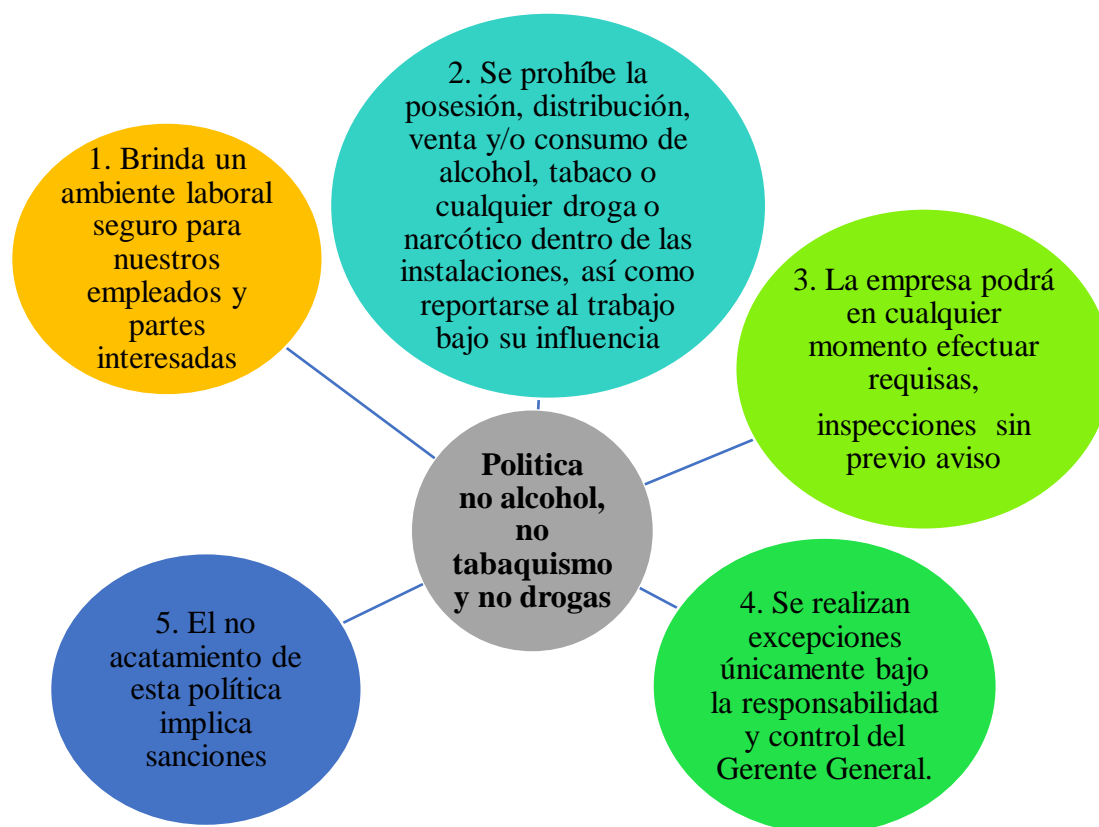 1. Brinda un
ambiente laboral
seguro para
nuestros
empleados y
partes
interesadas
2. Se prohíbe la
posesión, distribución,
venta y/o consumo de
alcohol, tabaco o
cualquier droga o
narcótico dentro de las
instalaciones, así como
reportarse al trabajo
bajo su influencia
3. La empresa podrá
en cualquier
momento efectuar
requisas,
inspecciones sin
previo aviso
Politica
no alcohol,
no
tabaquismo
y no drogas
4. Se realizan
excepciones
únicamente bajo
la responsabilidad
y control del
Gerente General.
5. El no
acatamiento de
esta política
implica
sanciones